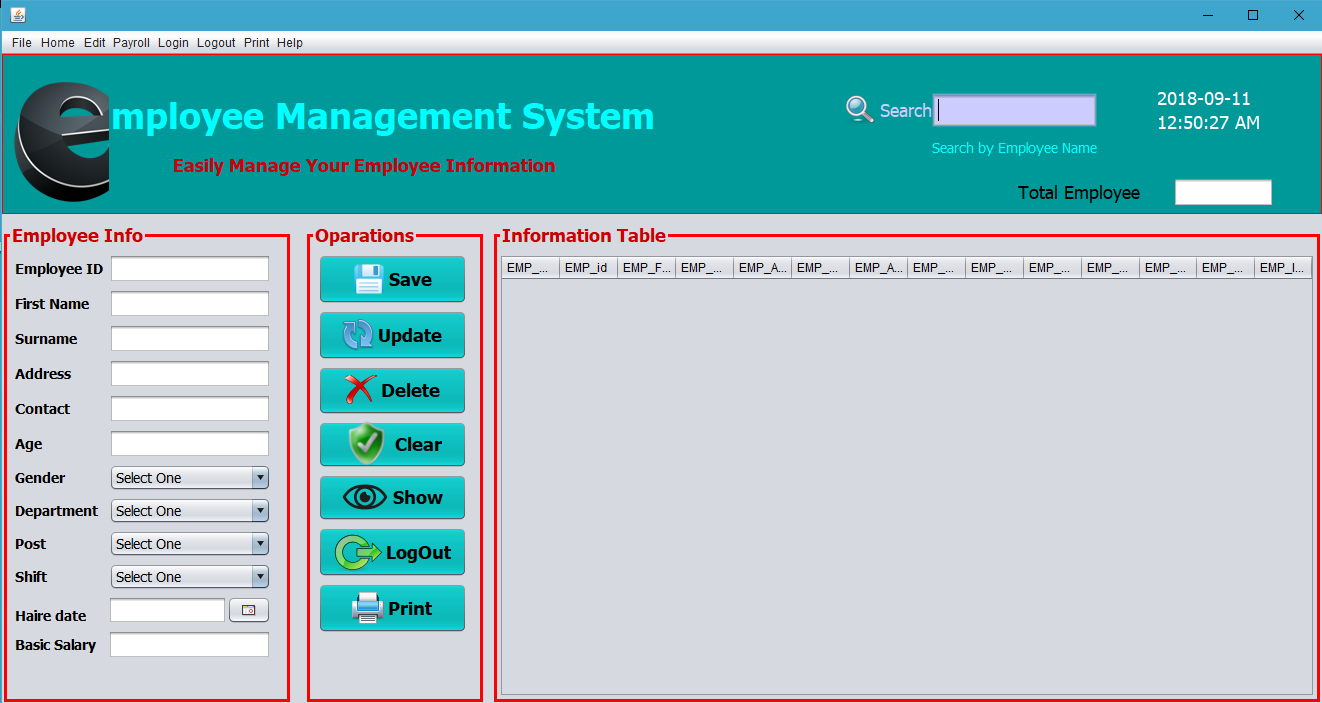 File Home Edit Payroll Login Logout Print Help
employee Management System
Easily Manage Your Employee Information
Search
Search by Employee Name
2018-09-11
12:50:27 AM
Total Employee
Employee Info
Employee ID
First Name
Surname
Address
Contact
Age
Gender Select One
Department Select One
Post Select One
Shift Select One
Haire date
Basic Salary
Oparations
Save
Update
Delete
Clear
Show
LogOut
Print
Information Table
EMP_... EMP_id EMP_F... EMP_... EMP_A... EMP_... EMP_A... EMP_... EMP_... EMP_... EMP_... EMP_... EMP_... EMP_I...